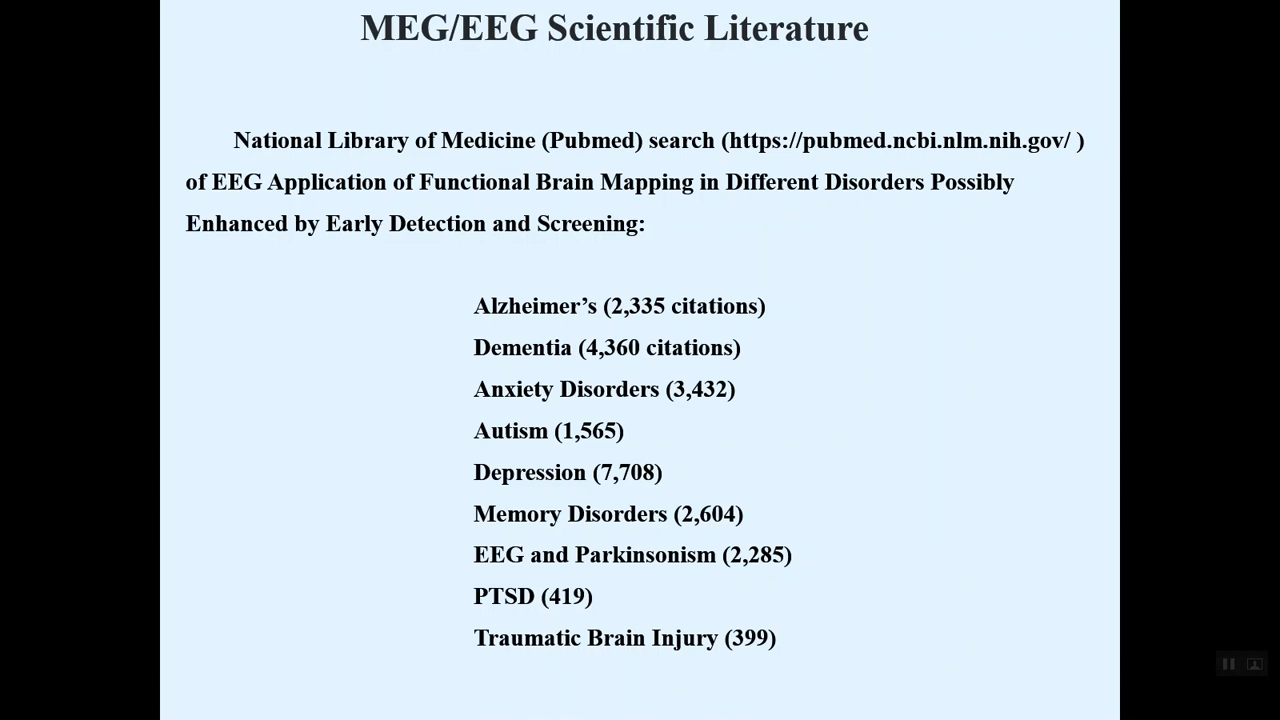 MEG/EEG Scientific Literature
National Library of Medicine (Pubmed) search (https://pubmed.ncbi.nlm.nih.gov/ )
of EEG Application of Functional Brain Mapping in Different Disorders Possibly
Enhanced by Early Detection and Screening:
Alzheimer’s (2,335 citations)
Dementia (4,360 citations)
Anxiety Disorders (3,432)
Autism (1,565)
Depression (7,708)
Memory Disorders (2,604)
EEG and Parkinsonism (2,285)
PTSD (419)
Traumatic Brain Injury (399)